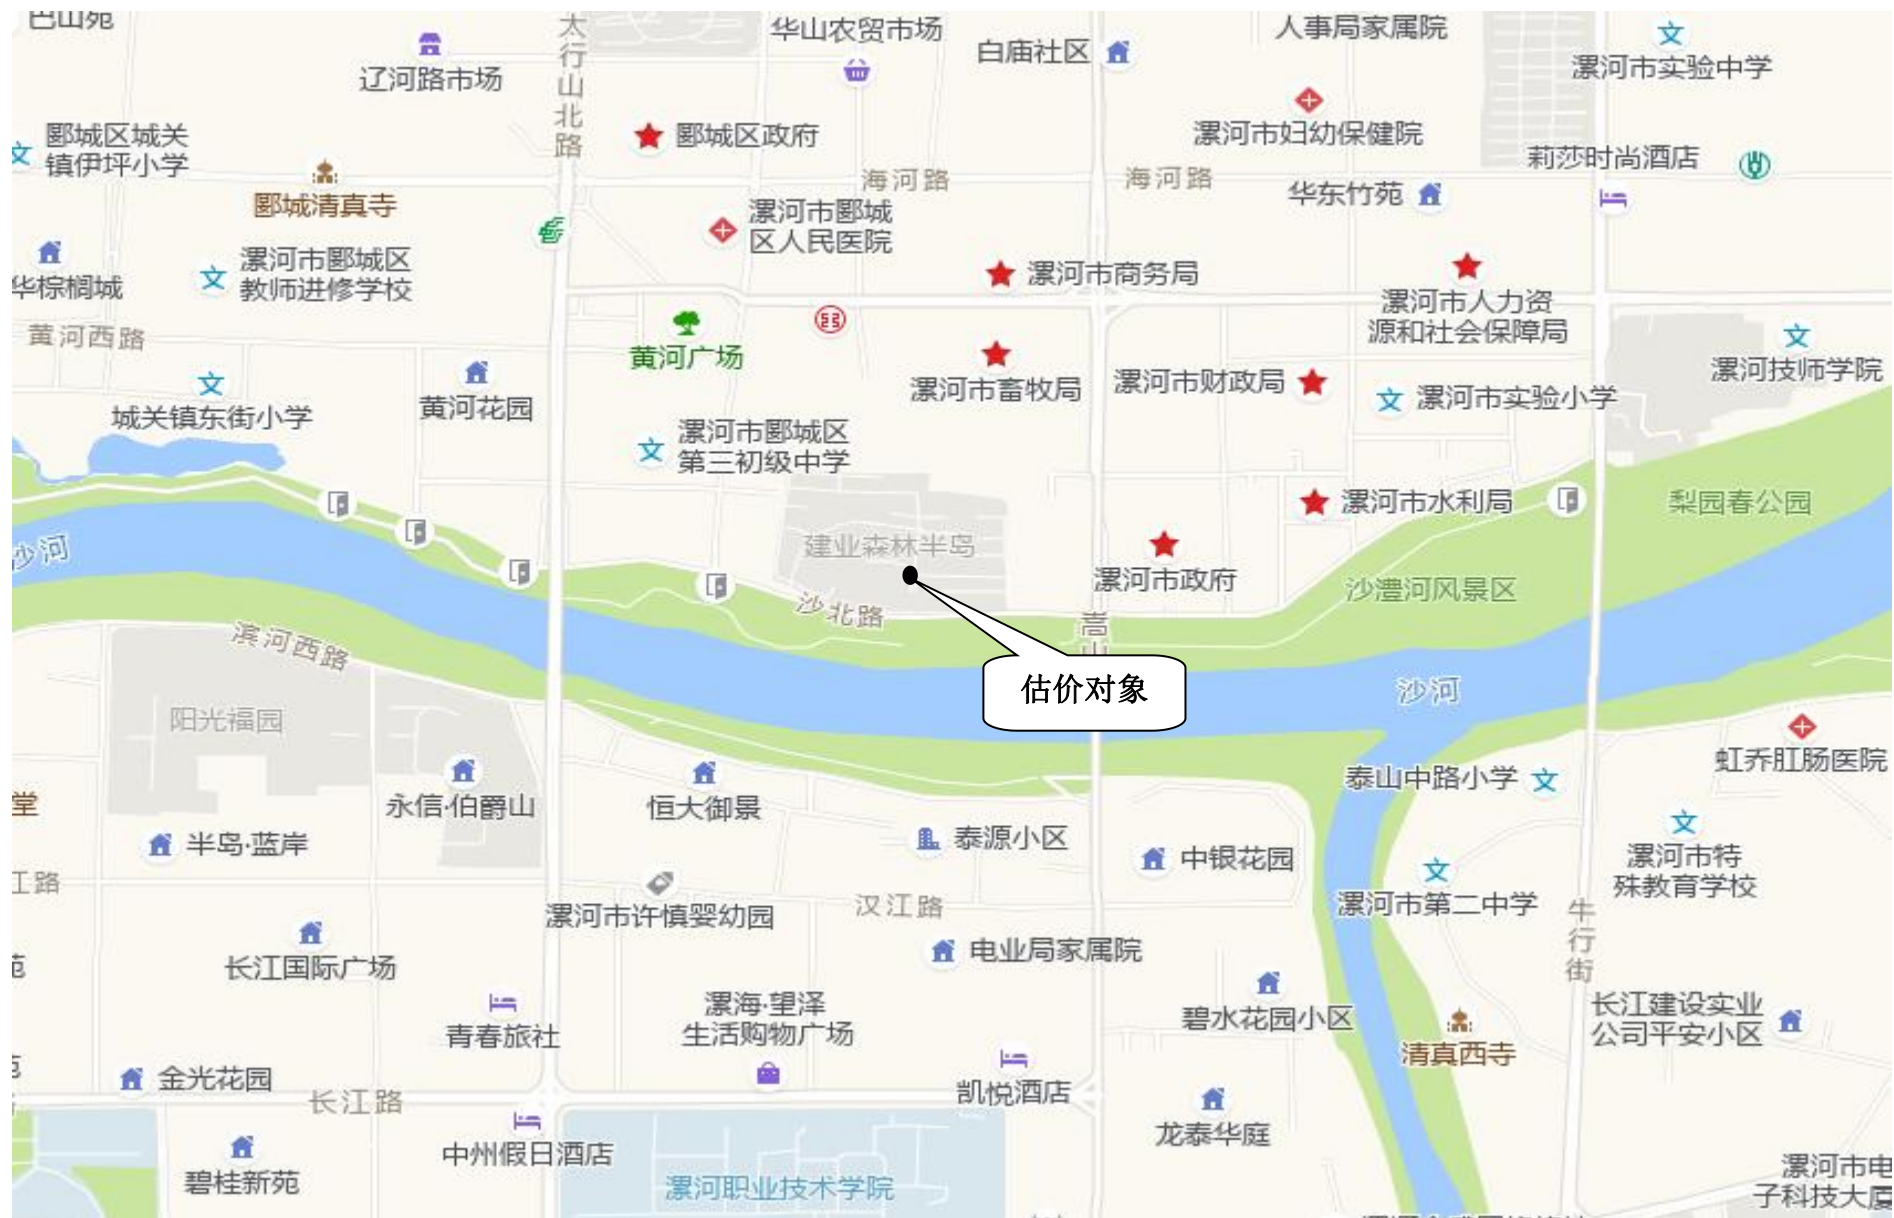 巴山苑
辽河路市场
太行山北路
华山农贸市场
白庙社区
人事局家属院
漯河市实验中学
郾城区城关
镇伊坪小学
郾城区政府
漯河市妇幼保健院
莉莎时尚酒店
郾城清真寺
海河路
海河路
华东竹苑
漯河市郾城
区人民医院
漯河市郾城区
教师进修学校
华棕榈城
漯河市商务局
漯河市人力资
源和社会保障局
黄河西路
黄河广场
漯河技师学院
城关镇东街小学
黄河花园
漯河市畜牧局
漯河市财政局
漯河市实验小学
漯河市郾城区
第三初级中学
漯河市水利局
梨园春公园
沙河
建业森林半岛
漯河市政府
沙澧河风景区
沙北路
嵩山
滨河西路
估价对象
沙河
阳光福园
虹乔肛肠医院
永信·伯爵山
恒大御景
泰山中路小学
堂
半岛·蓝岸
泰源小区
中银花园
漯河市特
殊教育学校
江路
漯河市许慎婴幼园
汉江路
漯河市第二中学
牛行街
苑
长江国际广场
电业局家属院
青春旅社
漯海·望泽
生活购物广场
碧水花园小区
长江建设实业
公司平安小区
清真西寺
金光花园
长江路
凯悦酒店
龙泰华庭
中州假日酒店
碧桂新苑
漯河职业技术学院
漯河市电
子科技大厦